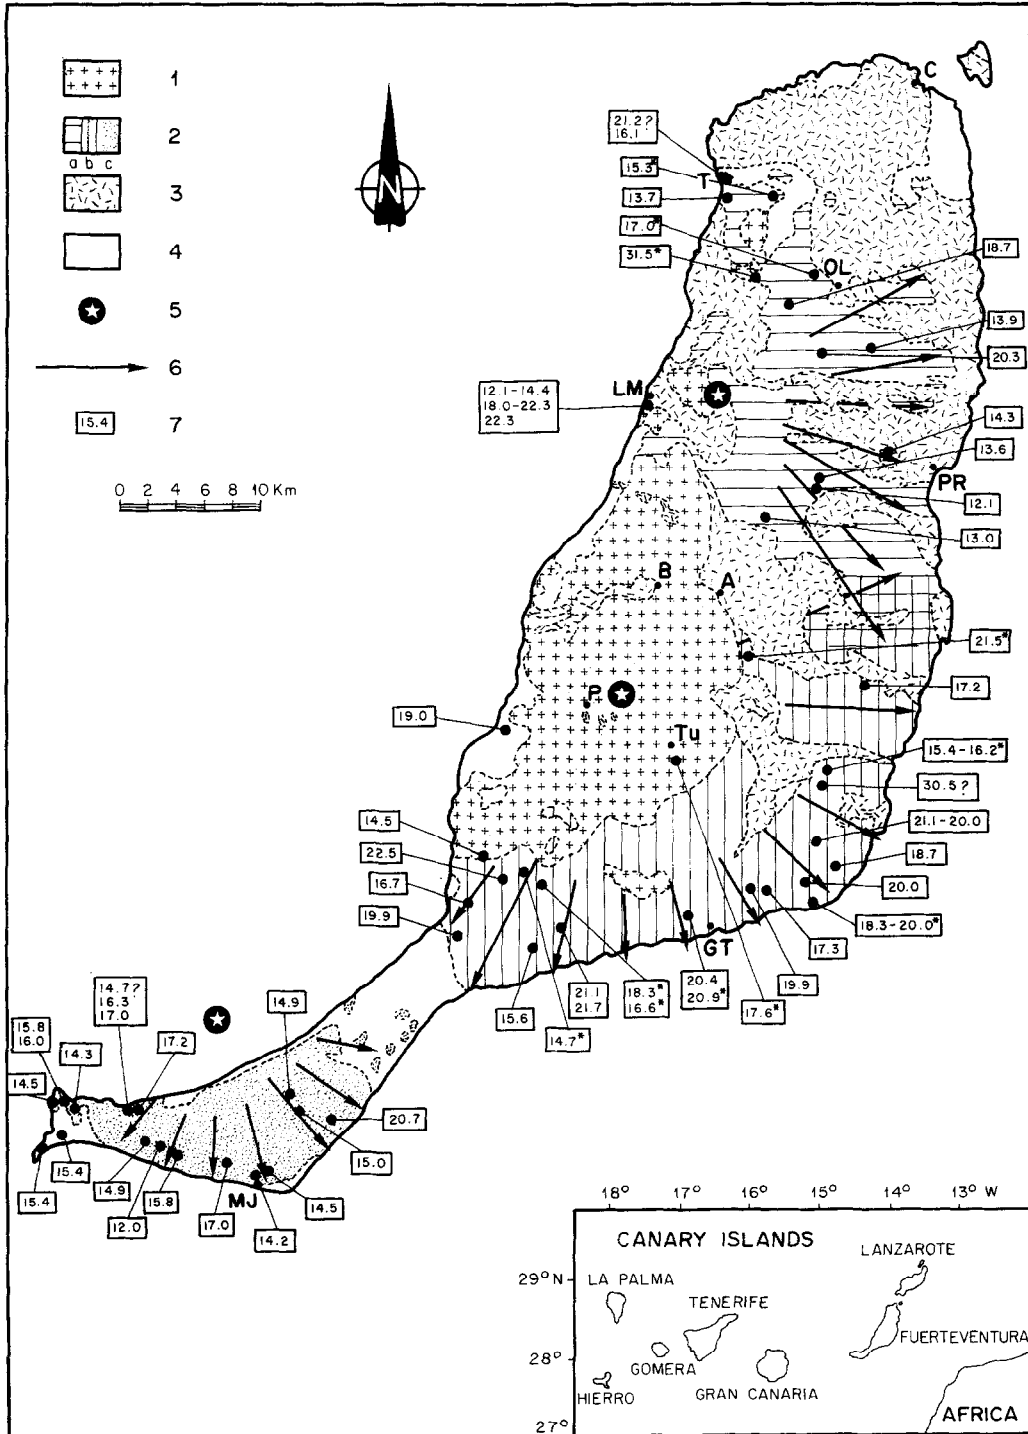 1
2
a b c
3
4
5
6
15.4 7
0 2 4 6 8 10 Km
N
C
21.2?
16.1
15.3*
T
13.7
17.0*
31.5*
OL
18.7
13.9
20.3
LM
12.1-14.4
18.0-22.3
22.3
14.3
13.6
PR
12.1
13.0
B
A
21.5*
17.2
P
19.0
Tu
15.4-16.2*
30.5?
14.5
21.1-20.0
22.5
18.7
16.7
20.0
19.9
18.3-20.0*
GT
17.3
19.9
20.4
20.9*
17.6*
18.3*
16.6*
21.1
21.7
15.6
14.7*
14.7?
16.3
17.0
14.9
15.8
16.0
14.3
17.2
14.5
20.7
15.0
15.4
15.4
14.9
15.8
12.0
17.0
MJ
14.5
14.2
18° 17° 16° 15° 14° 13° W
CANARY ISLANDS
LANZAROTE
29° N
LA PALMA
TENERIFE
FUERTEVENTURA
28°
GOMERA
HIERRO
GRAN CANARIA
AFRICA
27°